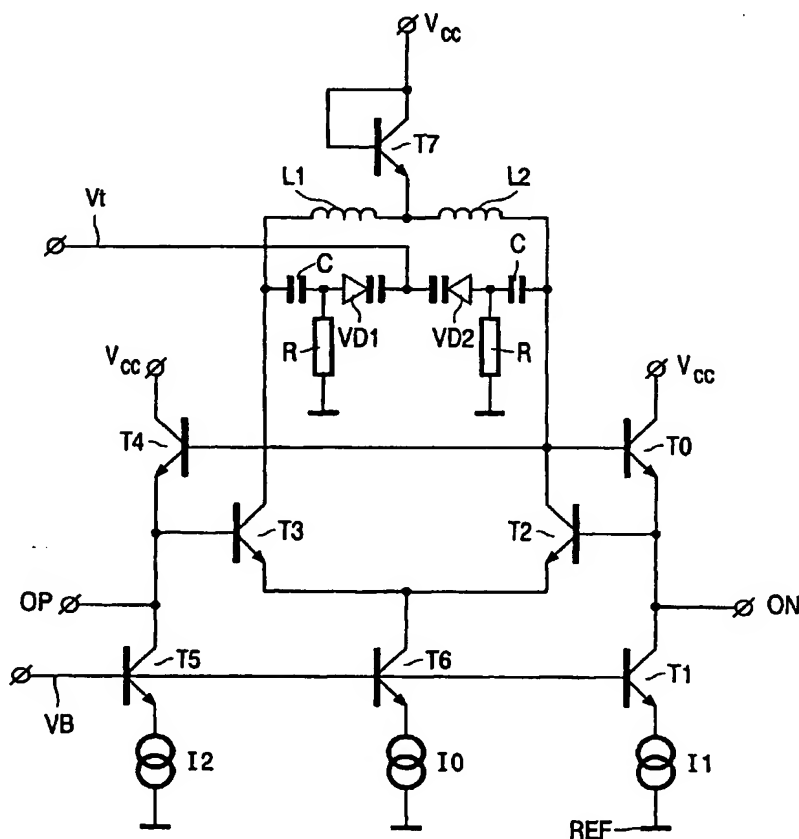 Vcc
T7
L1 L2
Vt
C C
VD1 VD2
R R
Vcc Vcc
T4 T0
T3 T2
OP ON
T5 T6 T1
VB
I2 I0 I1
REF